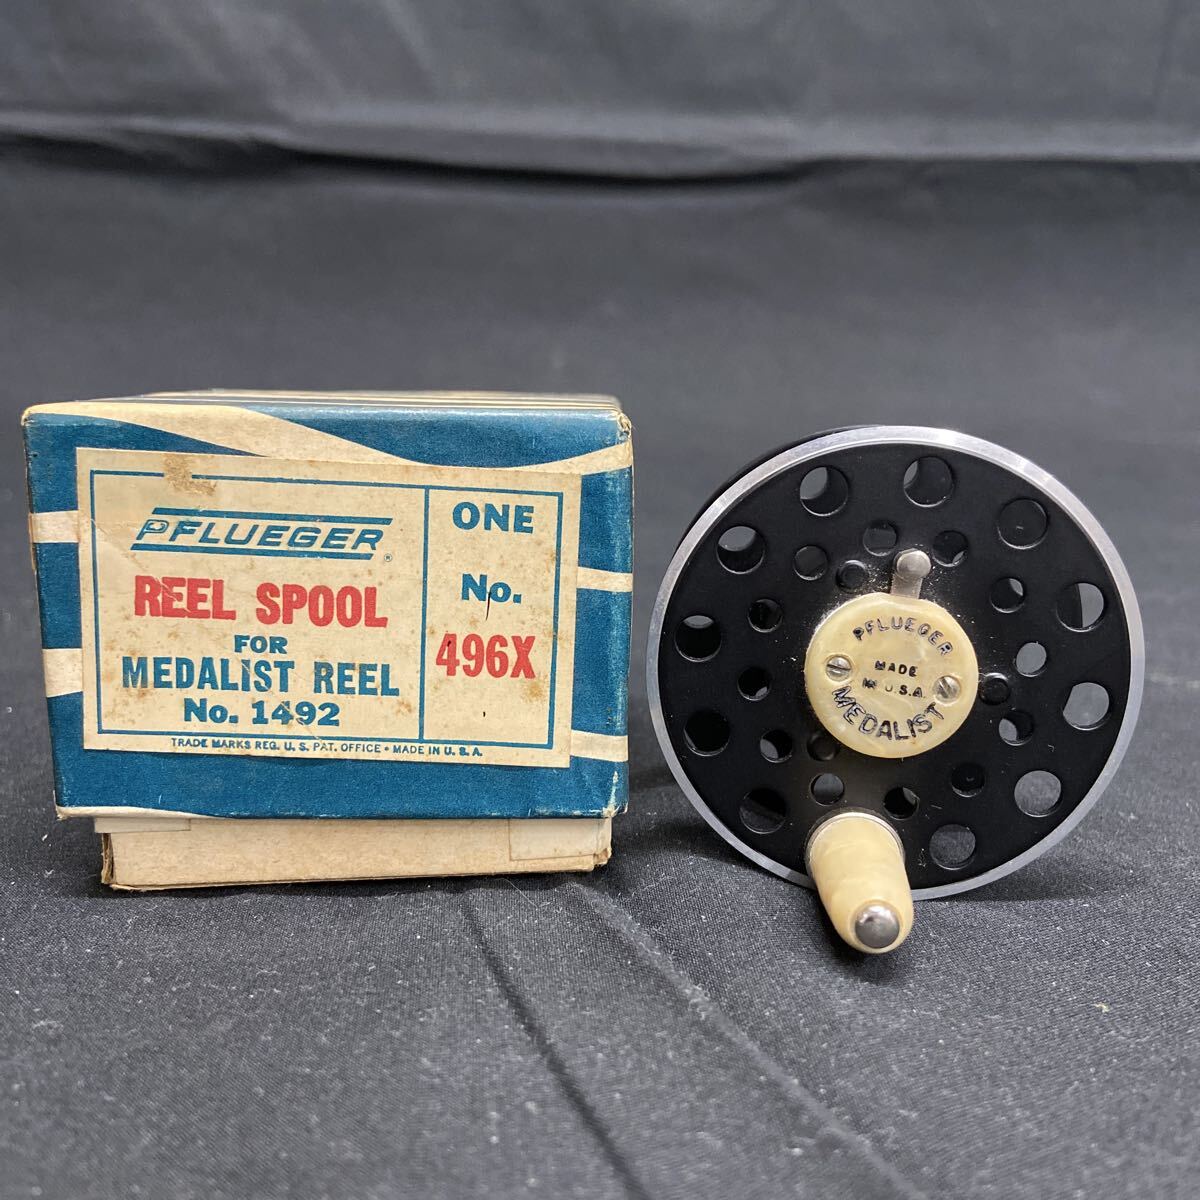 PFLUEGER®
REEL SPOOL
FOR
MEDALIST REEL
No. 1492
ONE
No.
496X
TRADE MARKS REG. U. S. PAT. OFFICE • MADE IN U. S. A.
PFLUEGER
MADE
IN U.S.A.
MEDALIST